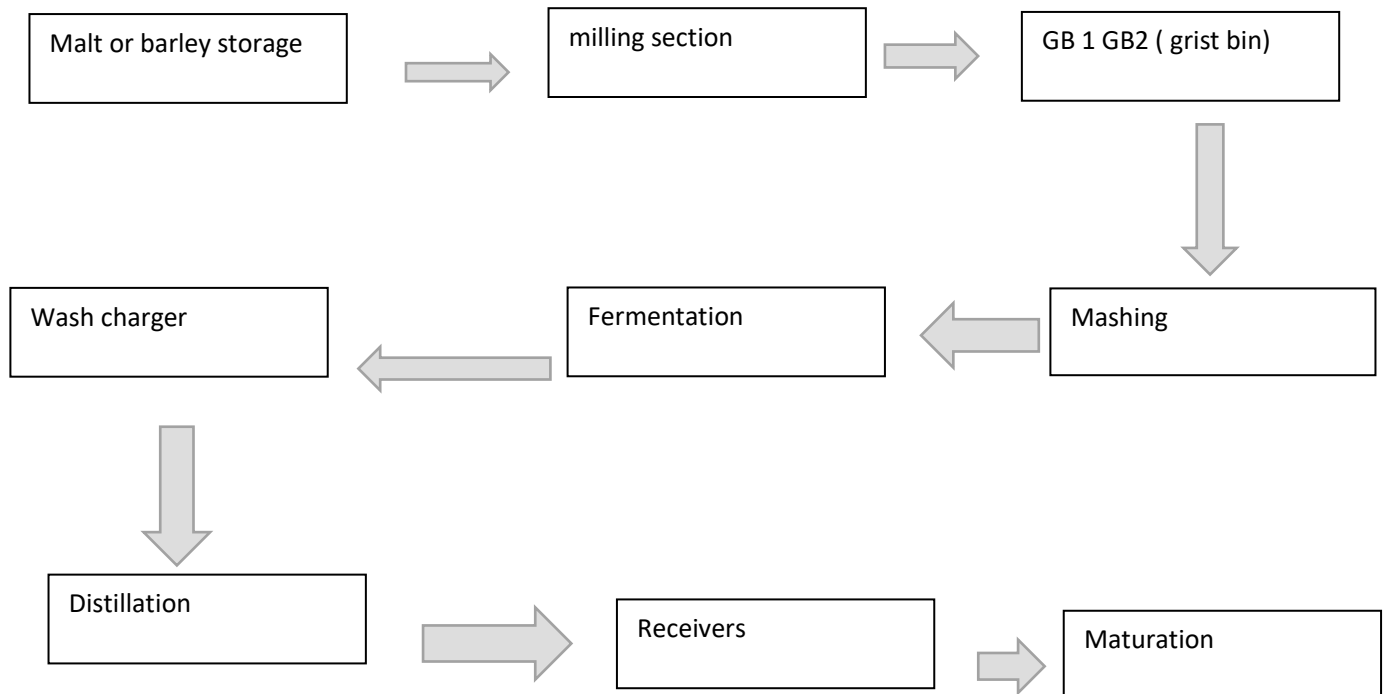 Malt or barley storage
milling section
GB 1 GB2 ( grist bin)
Wash charger
Fermentation
Mashing
Distillation
Receivers
Maturation